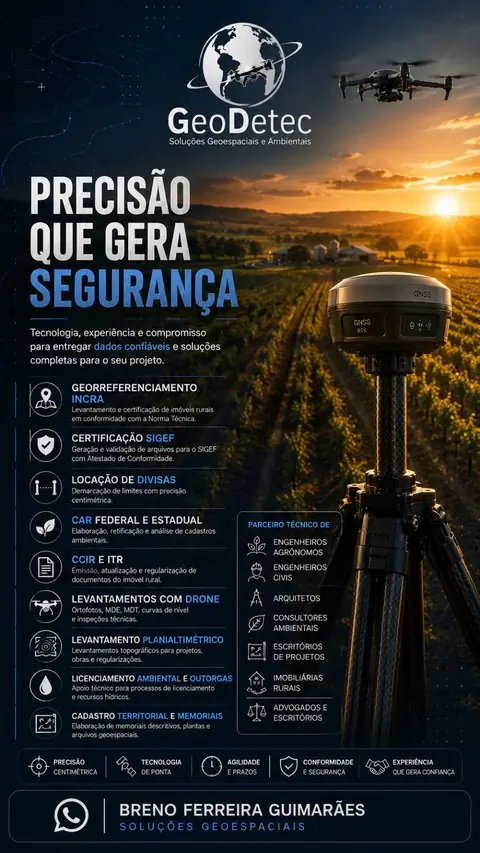 GeoDetec
Soluções Geoespaciais e Ambientais
PRECISÃO
QUE GERA
SEGURANÇA
Tecnologia, experiência e compromisso
para entregar dados confiáveis e soluções
completas para o seu projeto.
GEORREFERENCIAMENTO
INCRA
Levantamento e certificação de imóveis rurais
em conformidade com a Norma Técnica.
CERTIFICAÇÃO SIGEF
Geração e validação de arquivos para o SIGEF
com Atestado de Conformidade.
LOCAÇÃO DE DIVISAS
Demarcação de limites com precisão
centimétrica.
CAR FEDERAL E ESTADUAL
Elaboração, retificação e análise de cadastros
ambientais.
CCIR E ITR
Emissão, atualização e regularização de
documentos do imóvel rural.
LEVANTAMENTOS COM DRONE
Ortofotos, MDE, MDT, curvas de nível
e inspeções técnicas.
LEVANTAMENTO PLANIALTIMÉTRICO
Levantamentos topográficos para projetos,
obras e regularizações.
LICENCIAMENTO AMBIENTAL E OUTORGAS
Apoio técnico para processos de licenciamento
e recursos hídricos.
CADASTRO TERRITORIAL E MEMORIAIS
Elaboração de memoriais descritivos, plantas e
arquivos geoespaciais.
GNSS
GNSS
RTK
PARCEIRO TÉCNICO DE
ENGENHEIROS
AGRÔNOMOS
ENGENHEIROS
CIVIS
ARQUITETOS
CONSULTORES
AMBIENTAIS
ESCRITÓRIOS
DE PROJETOS
IMOBILIÁRIAS
RURAIS
ADVOGADOS E
ESCRITÓRIOS
PRECISÃO
CENTIMÉTRICA
TECNOLOGIA
DE PONTA
AGILIDADE
E PRAZOS
CONFORMIDADE
E SEGURANÇA
EXPERIÊNCIA
QUE GERA CONFIANÇA
BRENO FERREIRA GUIMARÃES
SOLUÇÕES GEOESPACIAIS